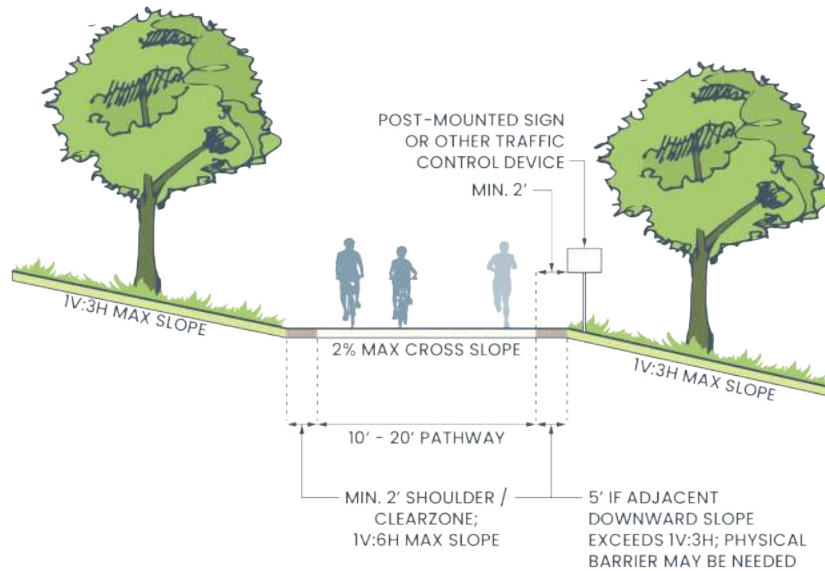 POST-MOUNTED SIGN
OR OTHER TRAFFIC
CONTROL DEVICE
MIN. 2'
1V:3H MAX SLOPE
2% MAX CROSS SLOPE
1V:3H MAX SLOPE
10' - 20' PATHWAY
MIN. 2' SHOULDER /
CLEARZONE;
1V:6H MAX SLOPE
5' IF ADJACENT
DOWNWARD SLOPE
EXCEEDS 1V:3H; PHYSICAL
BARRIER MAY BE NEEDED